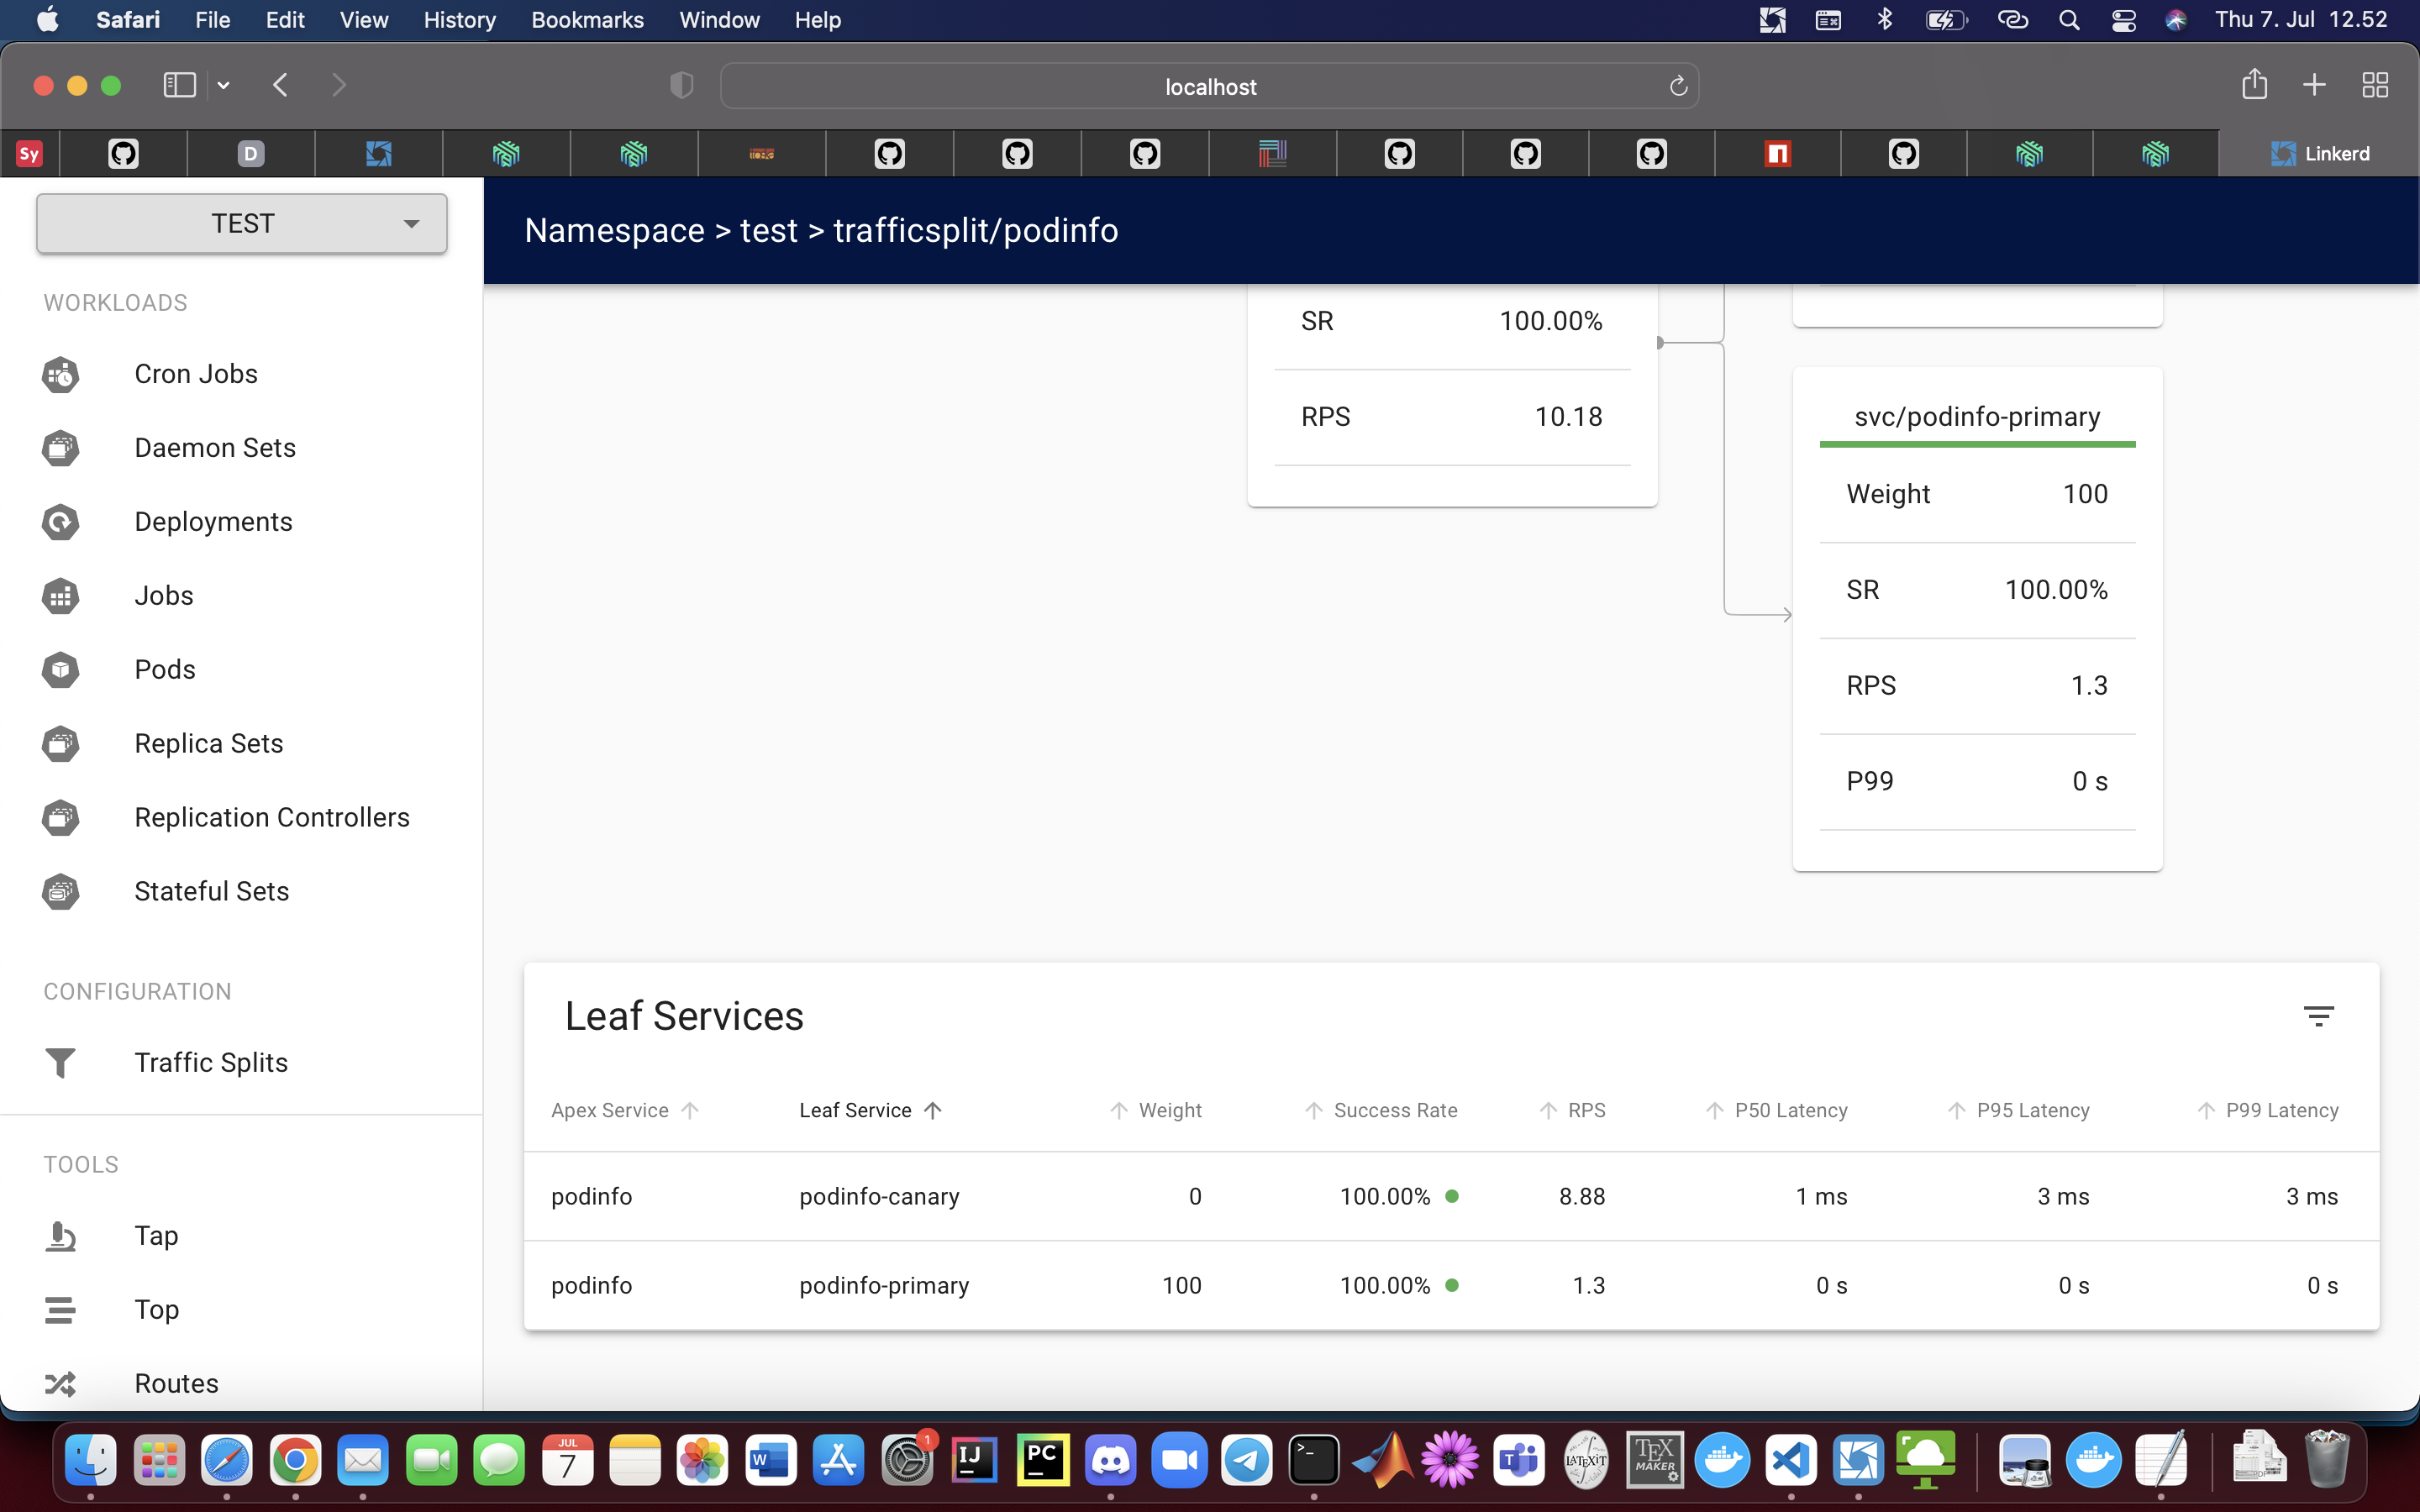 Safari File Edit View History Bookmarks Window Help Thu 7. Jul 12.52
localhost
Sy D Linkerd
TEST
Namespace > test > trafficsplit/podinfo
WORKLOADS
Cron Jobs
Daemon Sets
Deployments
Jobs
Pods
Replica Sets
Replication Controllers
Stateful Sets
CONFIGURATION
Traffic Splits
TOOLS
Tap
Top
Routes
SR 100.00%
RPS 10.18
svc/podinfo-primary
Weight 100
SR 100.00%
RPS 1.3
P99 0 s
Leaf Services
Apex Service Leaf Service Weight Success Rate RPS P50 Latency P95 Latency P99 Latency
podinfo podinfo-canary 0 100.00% 8.88 1 ms 3 ms 3 ms
podinfo podinfo-primary 100 100.00% 1.3 0 s 0 s 0 s
JUL
7
W
1
IJ
PC
>_
T
LATEXiT
TEX
MAKER